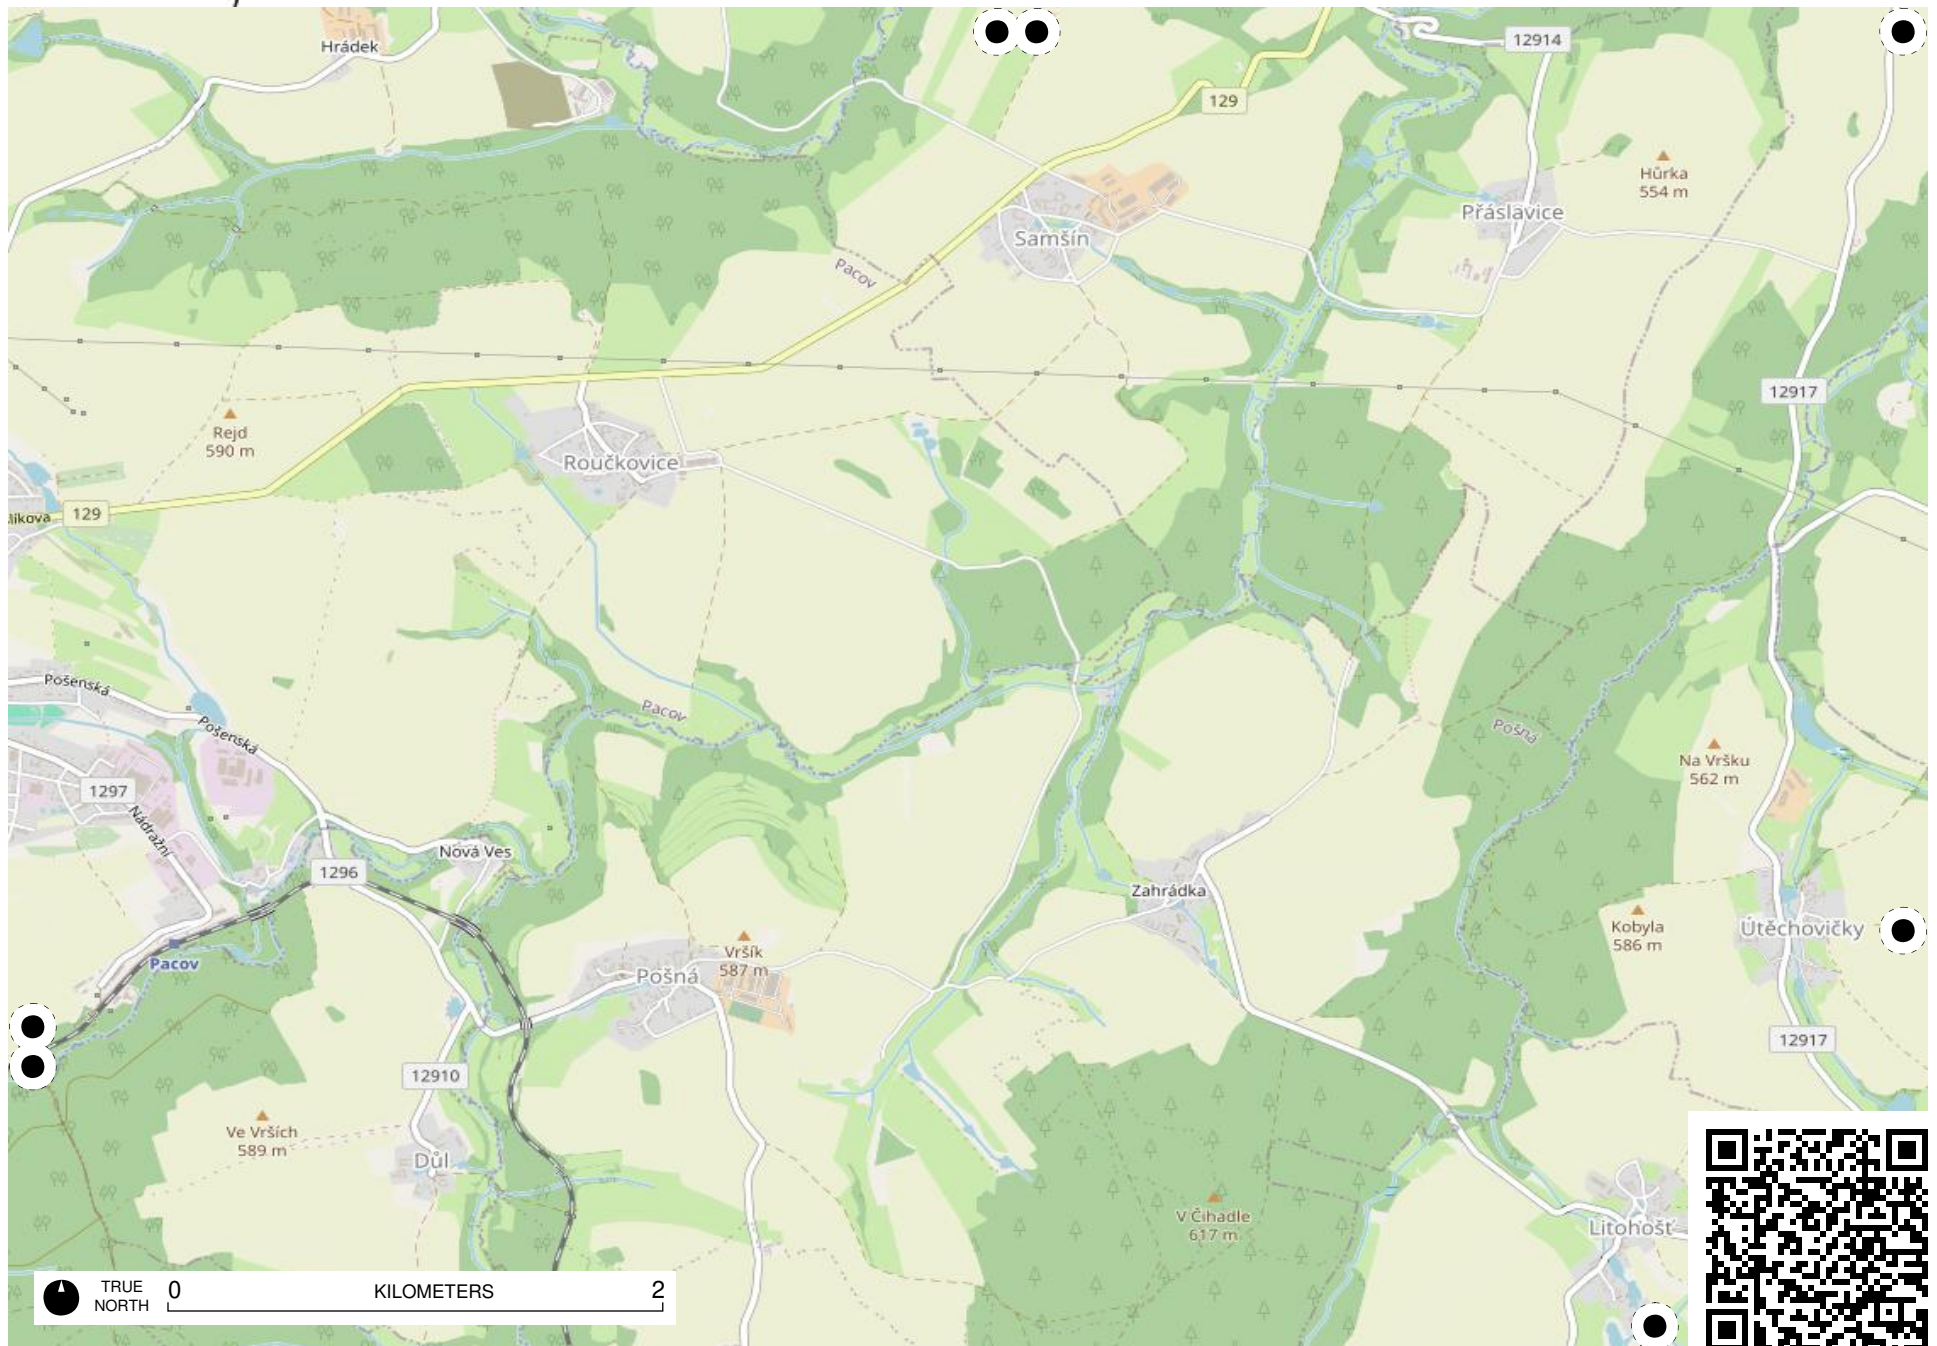 Hrádek
12914
129
Hůrka
554 m
Přáslavice
Samšín
Pacov
12917
Rejd
590 m
Roučkovice
129
Pošenská
Pacov
Pošenská
Pošná
Na Vršku
562 m
1297
Nádražní
Nová Ves
1296
Zahrádka
Kobyla
586 m
Útěchovičky
Vršík
587 m
Pošná
Pacov
12917
12910
Ve Vrších
589 m
Důl
V Čihadle
617 m
Litohošť
TRUE
NORTH
0 KILOMETERS 2